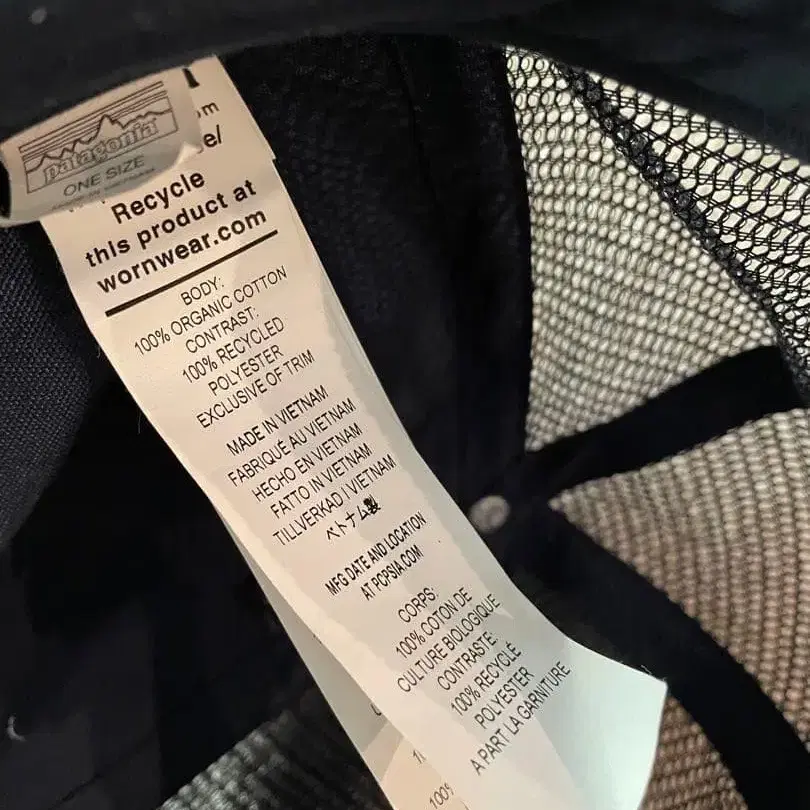 patagonia
ONE SIZE
Recycle
this product at
wornwear.com
BODY:
100% ORGANIC COTTON
CONTRAST:
100% RECYCLED
POLYESTER
EXCLUSIVE OF TRIM
MADE IN VIETNAM
FABRIQUÉ AU VIETNAM
HECHO EN VIETNAM
FATTO IN VIETNAM
TILLVERKAD I VIETNAM
ベトナム製
MFG DATE AND LOCATION
AT PCPSIA.COM
CORPS:
100% COTON DE
CULTURE BIOLOGIQUE
CONTRASTE:
100% RECYCLÉ
POLYESTER
A PART LA GARNITURE
100%